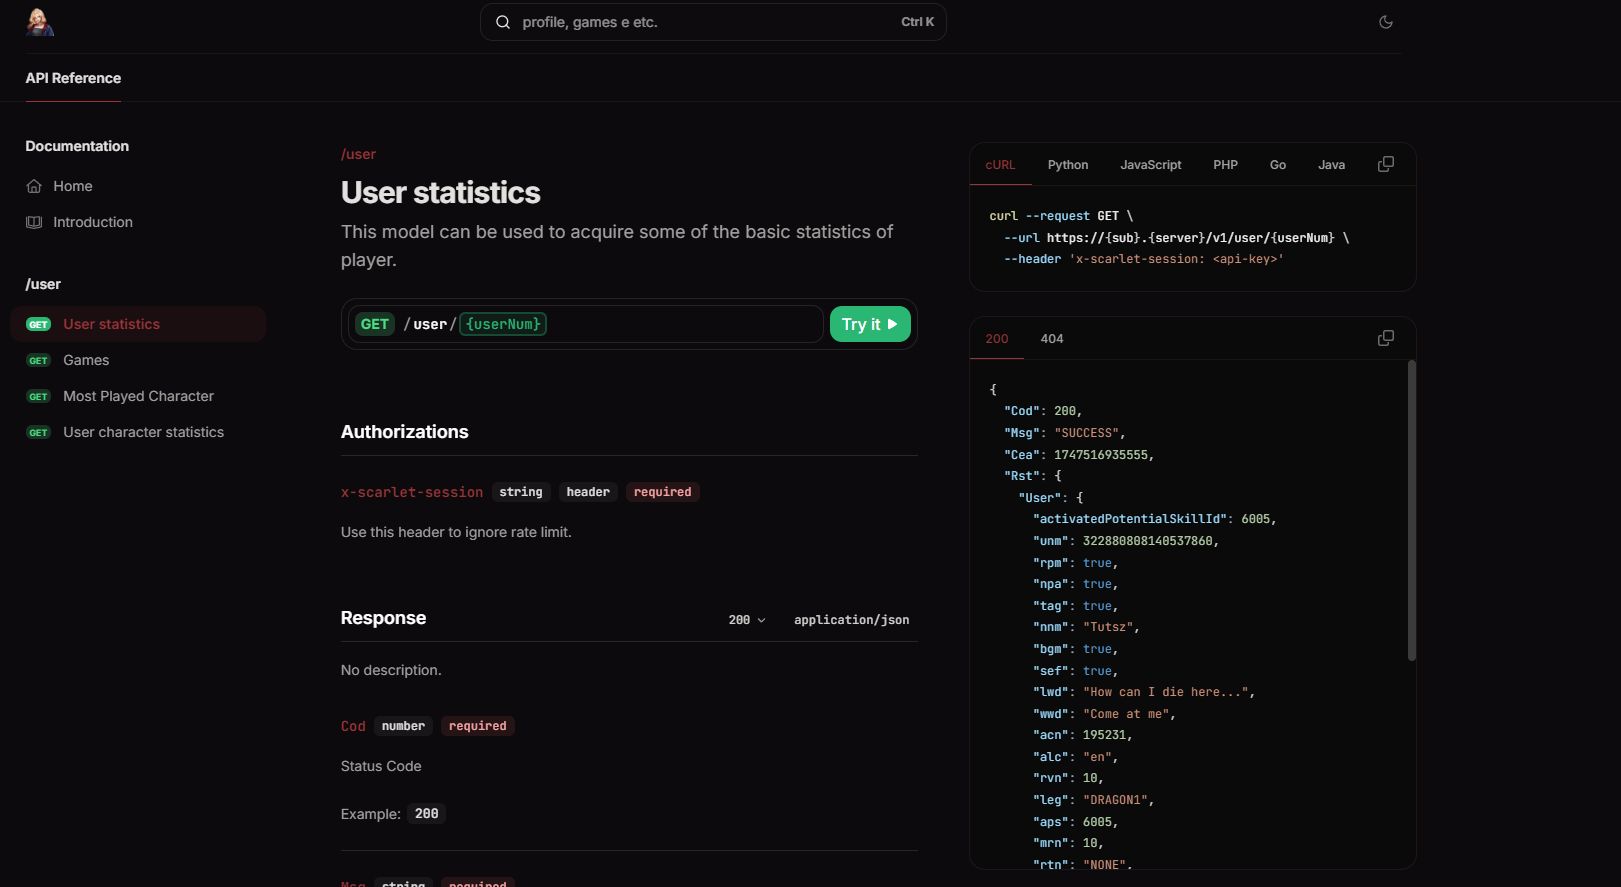 profile, games e etc.
Ctrl K
API Reference
Documentation
Home
Introduction
/user
GET User statistics
GET Games
GET Most Played Character
GET User character statistics
/user
User statistics
This model can be used to acquire some of the basic statistics of
player.
GET /user/{userNum}
Try it
Authorizations
x-scarlet-session string header required
Use this header to ignore rate limit.
Response
200
application/json
No description.
Cod number required
Status Code
Example: 200
Msg string required
cURL Python JavaScript PHP Go Java
curl --request GET \
--url https://{sub}.{server}/v1/user/{userNum} \
--header 'x-scarlet-session: <api-key>'
200 404
{
"Cod": 200,
"Msg": "SUCCESS",
"Cea": 1747516935555,
"Rst": {
"User": {
"activatedPotentialSkillId": 6005,
"unm": 322880808140537860,
"rpm": true,
"npa": true,
"tag": true,
"nnm": "Tutsz",
"bgm": true,
"sef": true,
"lwd": "How can I die here...",
"wwd": "Come at me",
"acn": 195231,
"alc": "en",
"rvn": 10,
"leg": "DRAGON1",
"aps": 6005,
"mrn": 10,
"rtn": "NONE",